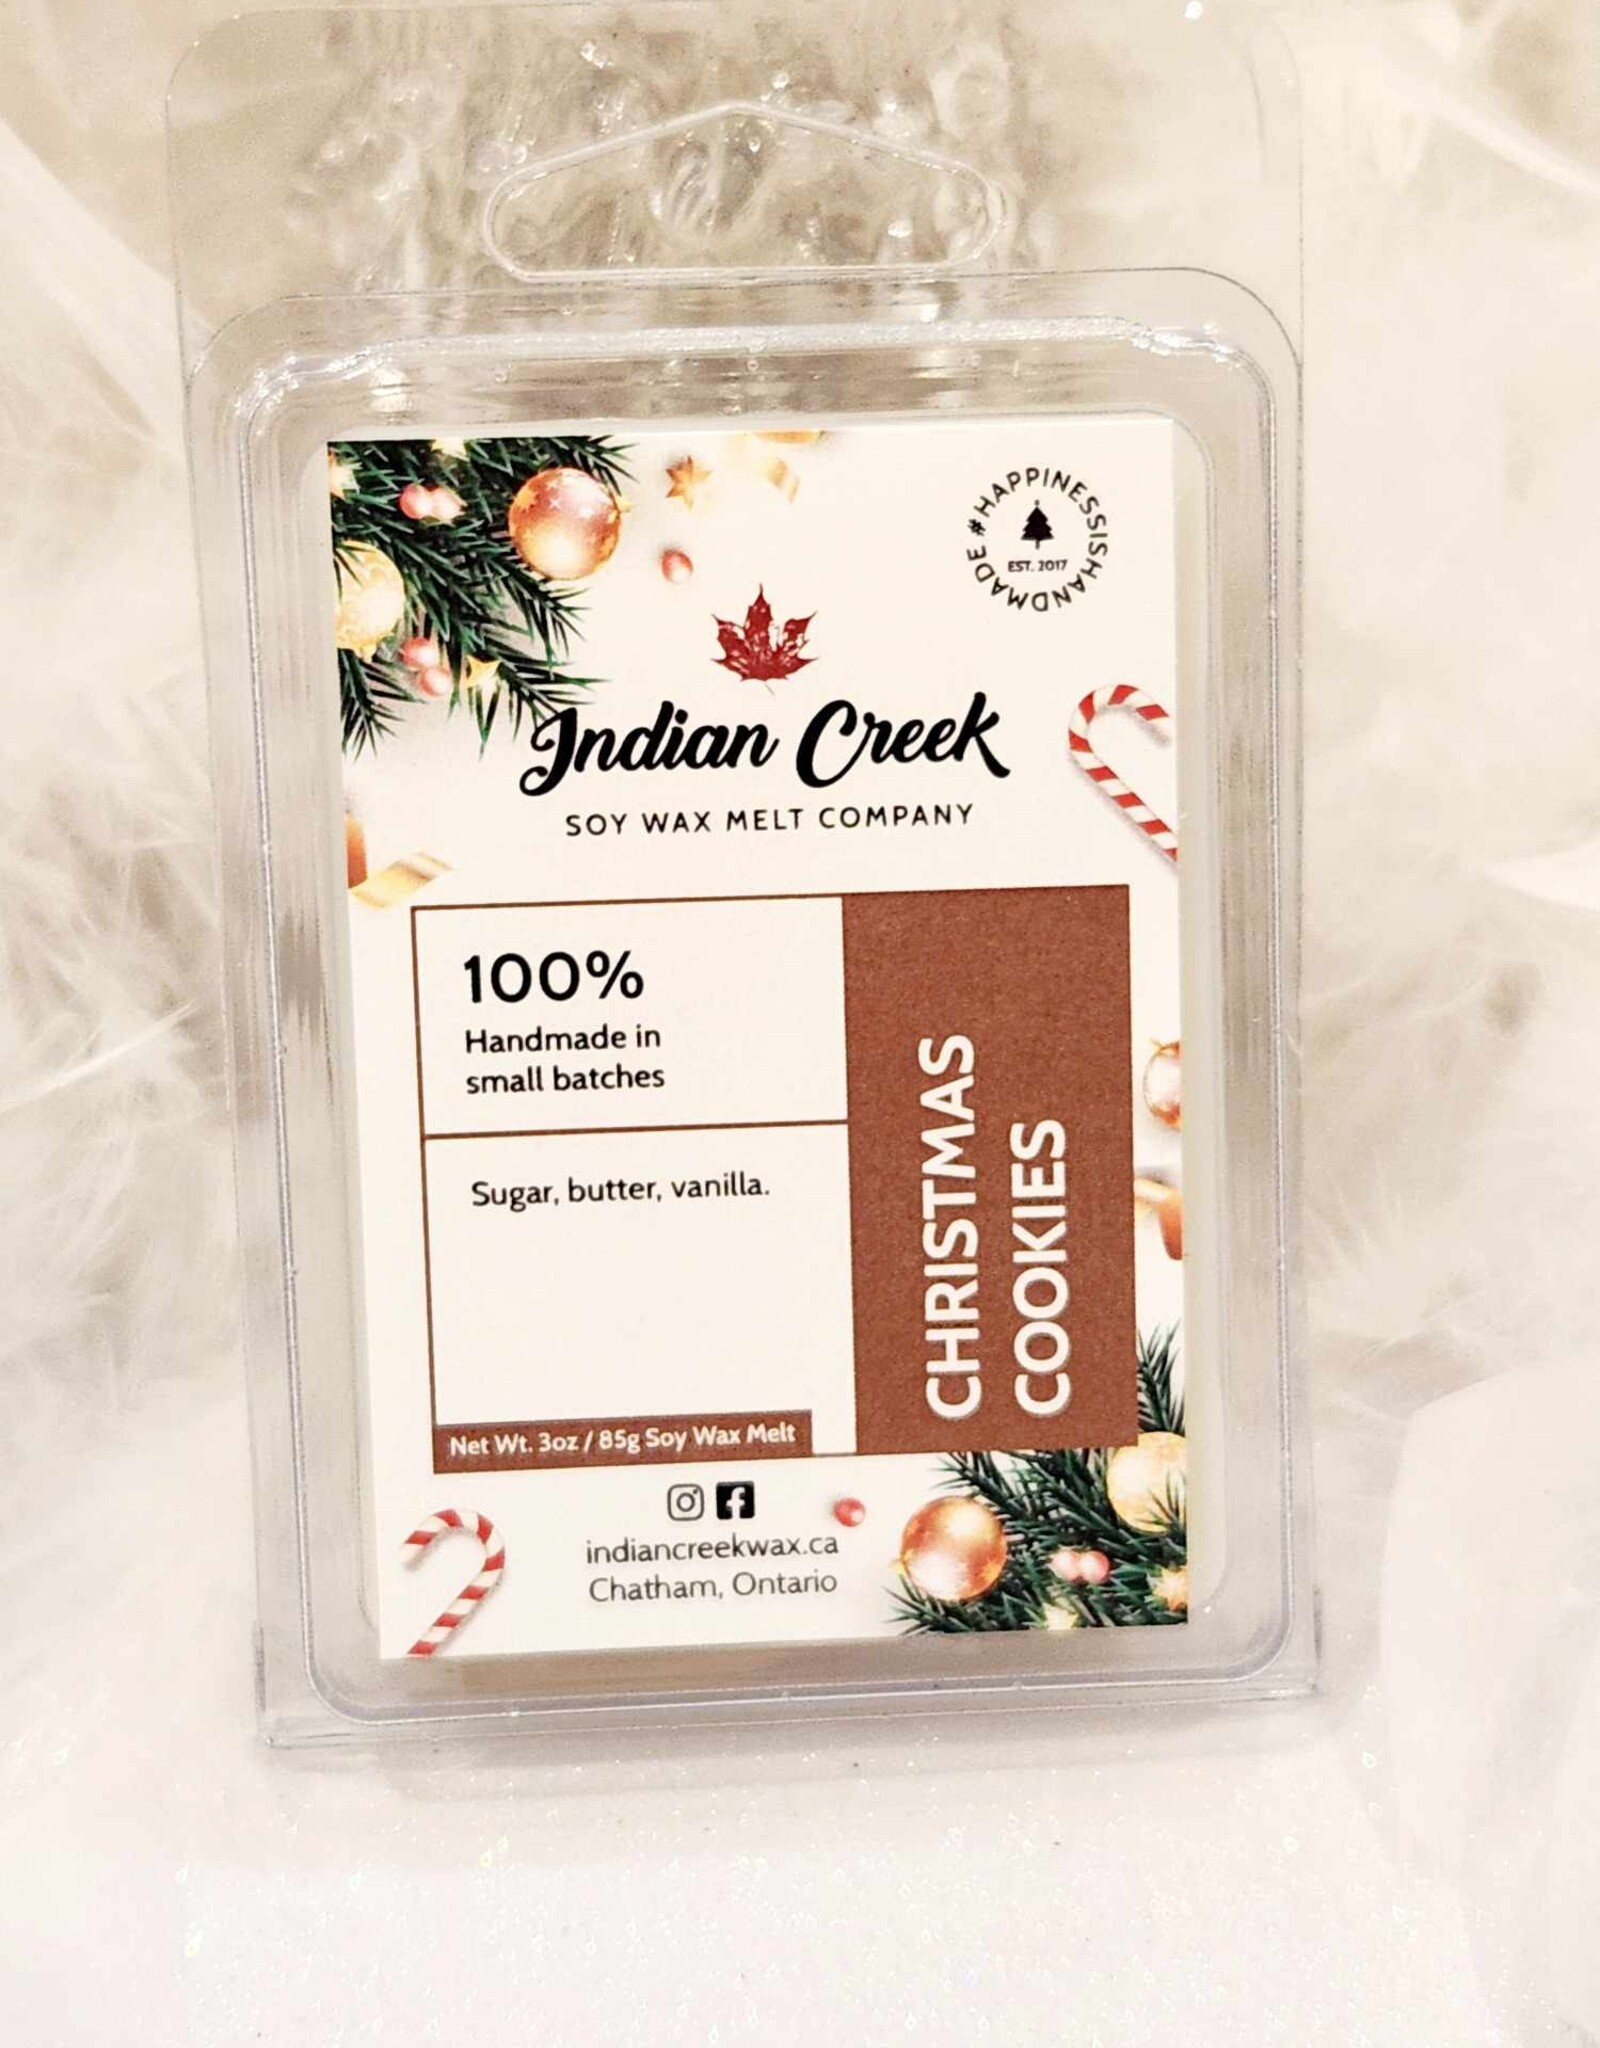 #HAPPINESSISHANDMADE
EST. 2017
Indian Creek
SOY WAX MELT COMPANY
100%
Handmade in
small batches
Sugar, butter, vanilla.
CHRISTMAS
COOKIES
Net Wt. 3oz / 85g Soy Wax Melt
indiancreekwax.ca
Chatham, Ontario